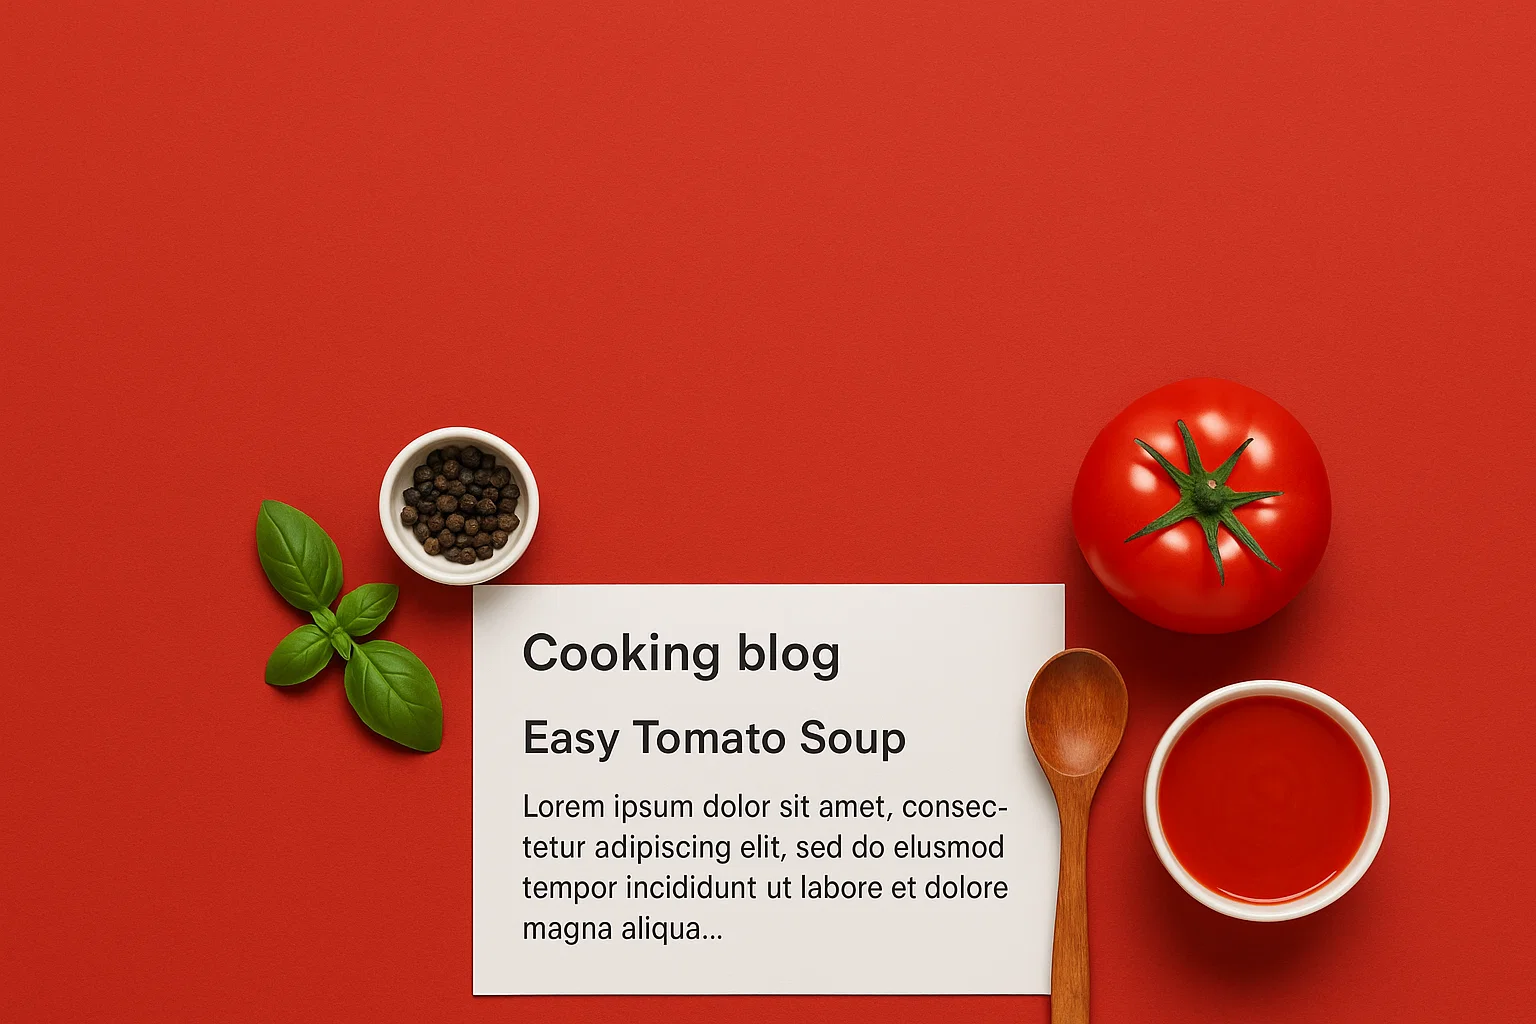 Cooking blog
Easy Tomato Soup
Lorem ipsum dolor sit amet, consec-
tetur adipiscing elit, sed do elusmod
tempor incididunt ut labore et dolore
magna aliqua...